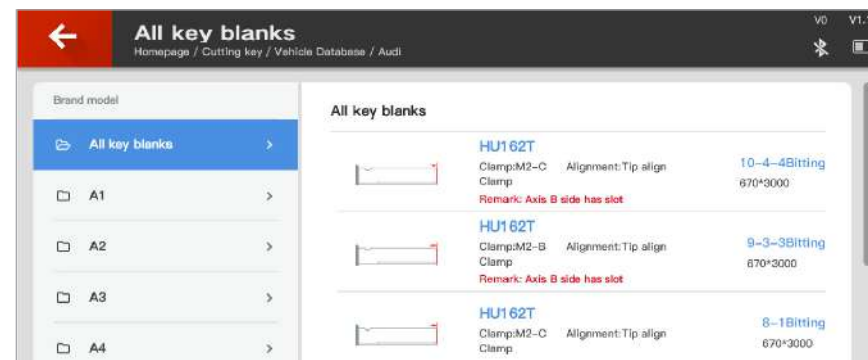 All key blanks
Homepage / Cutting key / Vehicle Database / Audi
V0
Brand model
All key blanks
A1
A2
A3
A4
All key blanks
HU162T
Clamp:M2-C Alignment:Tip align
Clamp
Remark: Axis B side has slot
10-4-4Bitting
670*3000
HU162T
Clamp:M2-B Alignment:Tip align
Clamp
Remark: Axis B side has slot
9-3-3Bitting
670*3000
HU162T
Clamp:M2-C Alignment:Tip align
Clamp
8-1Bitting
670*3000